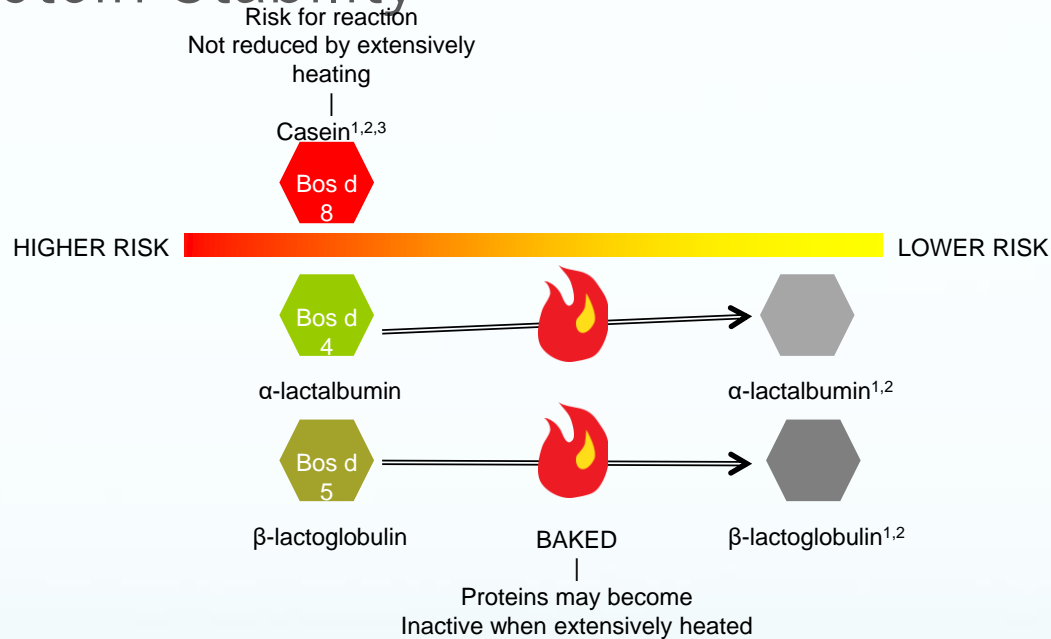 Stability
Risk for reaction
Not reduced by extensively
heating
|
Casein1,2,3
Bos d
8
HIGHER RISK
LOWER RISK
Bos d
4
α-lactalbumin
α-lactalbumin1,2
Bos d
5
β-lactoglobulin
BAKED
β-lactoglobulin1,2
|
Proteins may become
Inactive when extensively heated